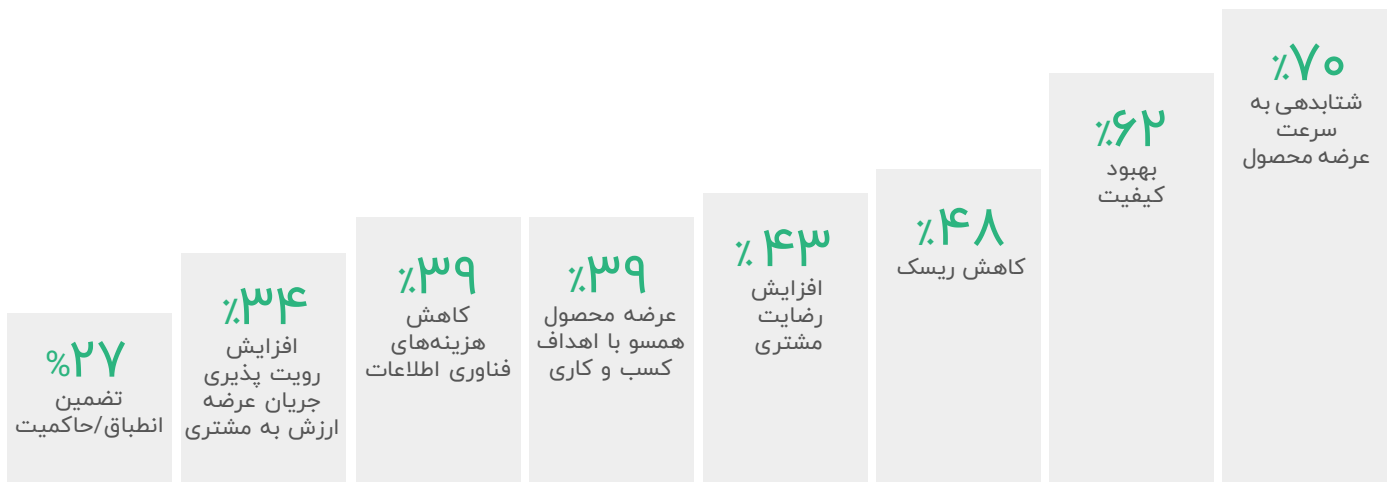 ٪۷۰
شتابدهی به
سرعت
عرضه محصول
٪۶۲
بهبود
کیفیت
٪۴۸
کاهش ریسک
٪ ۴۳
افزایش
رضایت
مشتری
٪۳۹
عرضه محصول
همسو با اهداف
کسب و کاری
٪۳۹
کاهش
هزینه‌های
فناوری اطلاعات
٪۳۴
افزایش
رویت پذیری
جریان عرضه
ارزش به مشتری
%۲۷
تضمین
انطباق/حاکمیت